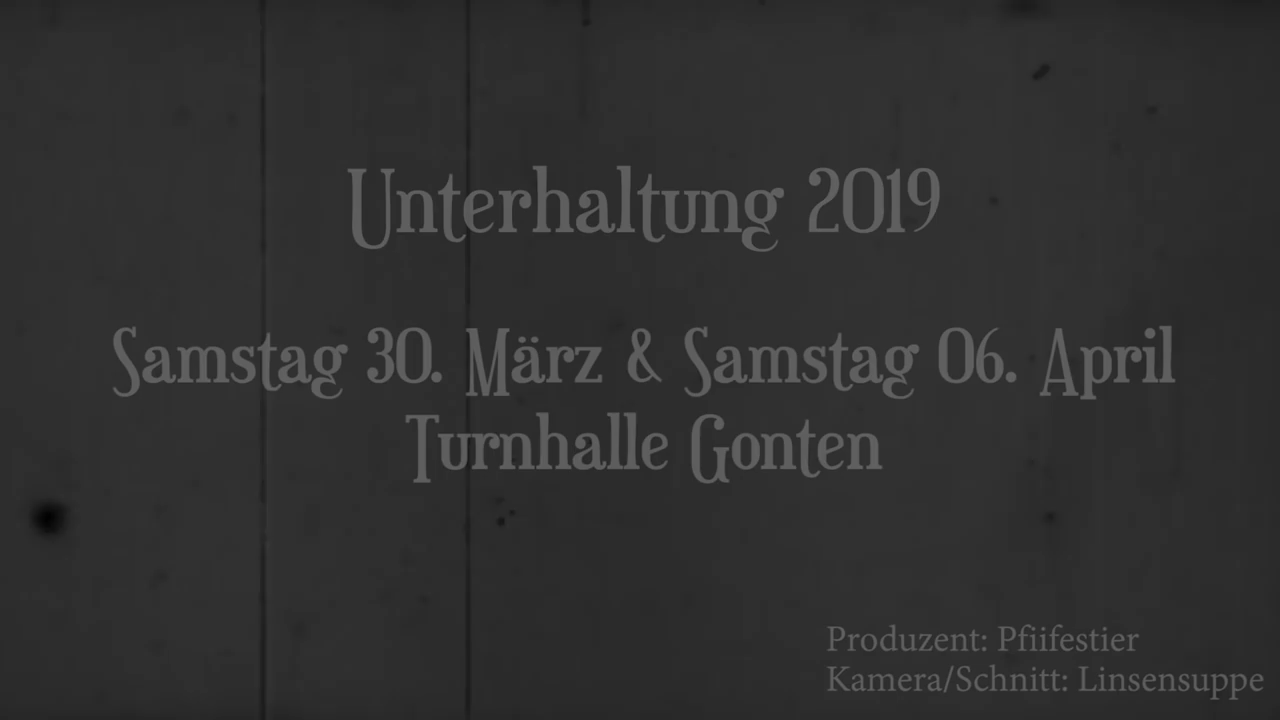 Unterhaltung 2019
Samstag 30. März & Samstag 06. April
Turnhalle Gonten
Produzent: Pfiifestier
Kamera/Schnitt: Linsensuppe